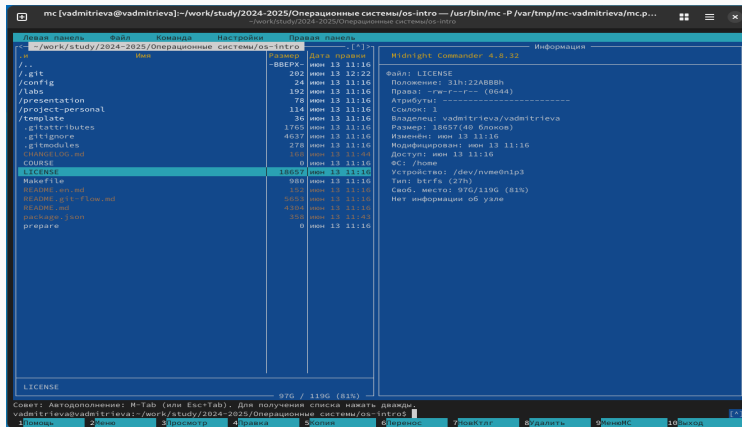 mc [vadmitrieva@vadmitrieva]:~/work/study/2024-2025/Операционные системы/os-intro — /usr/bin/mc -P /var/tmp/mc-vadmitrieva/mc.p...
~/work/study/2024-2025/Операционные системы/os-intro
Левая панель Файл Команда Настройки Правая панель
<— ~/work/study/2024-2025/Операционные системы/os-intro —.[^]>
.и Имя Размер Дата правки
/.. -ВВЕРХ- июн 13 11:16
/.git 202 июн 13 12:22
/config 24 июн 13 11:16
/labs 192 июн 13 11:16
/presentation 78 июн 13 11:16
/project-personal 114 июн 13 11:16
/template 36 июн 13 11:16
.gitattributes 1765 июн 13 11:16
.gitignore 4637 июн 13 11:16
.gitmodules 278 июн 13 11:16
CHANGELOG.md 168 июн 13 11:44
COURSE 0 июн 13 11:16
LICENSE 18657 июн 13 11:16
Makefile 980 июн 13 11:16
README.en.md 152 июн 13 11:16
README.git-flow.md 5653 июн 13 11:16
README.md 4304 июн 13 11:16
package.json 358 июн 13 11:43
prepare 0 июн 13 11:16
LICENSE
97G / 119G (81%)
Информация
Midnight Commander 4.8.32
Файл: LICENSE
Положение: 31h:22ABBBh
Права: -rw-r--r-- (0644)
Атрибуты: -------------------------
Ссылок: 1
Владелец: vadmitrieva/vadmitrieva
Размер: 18657(40 блоков)
Изменён: июн 13 11:16
Модифицирован: июн 13 11:16
Доступ: июн 13 11:16
ФС: /home
Устройство: /dev/nvme0n1p3
Тип: btrfs (27h)
Своб. место: 97G/119G (81%)
Нет информации об узле
Совет: Автодополнение: M-Tab (или Esc+Tab). Для получения списка нажать дважды.
vadmitrieva@vadmitrieva:~/work/study/2024-2025/Операционные системы/os-intro$ [^]
1Помощь 2Меню 3Просмотр 4Правка 5Копия 6Перенос 7НовКтлг 8Удалить 9МенюMC 10Выход